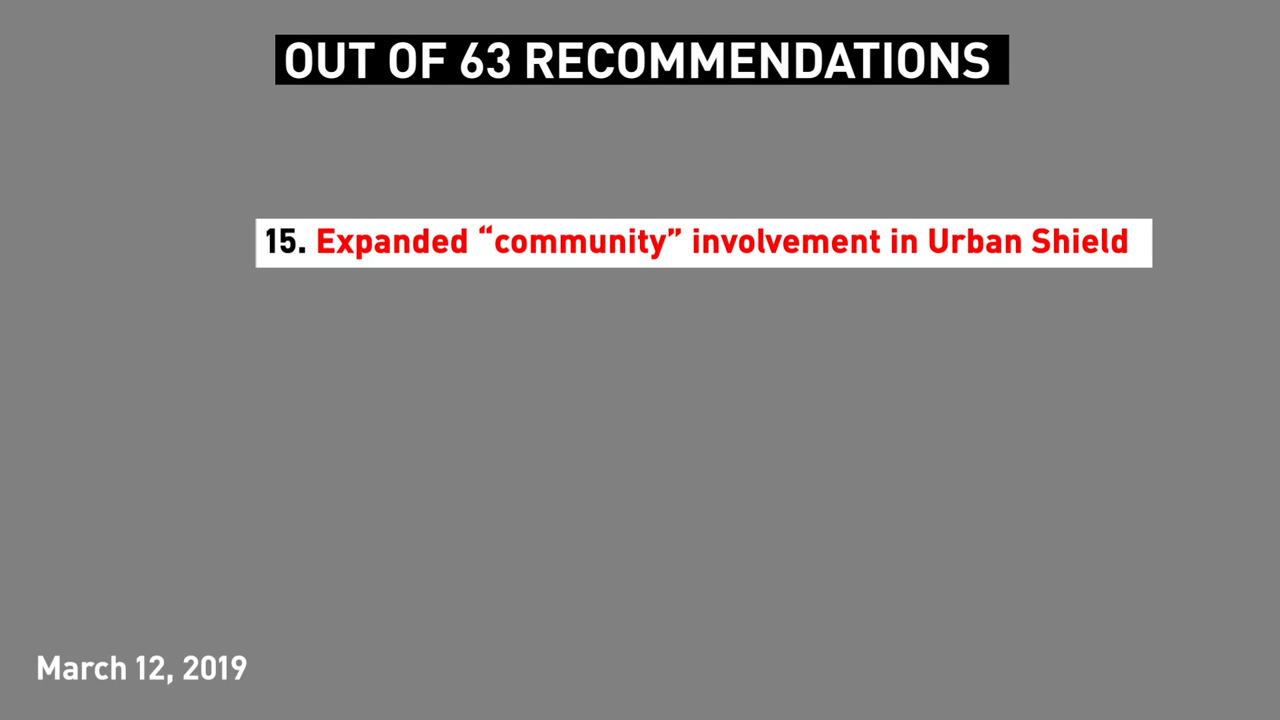 OUT OF 63 RECOMMENDATIONS
15. Expanded “community” involvement in Urban Shield
March 12, 2019